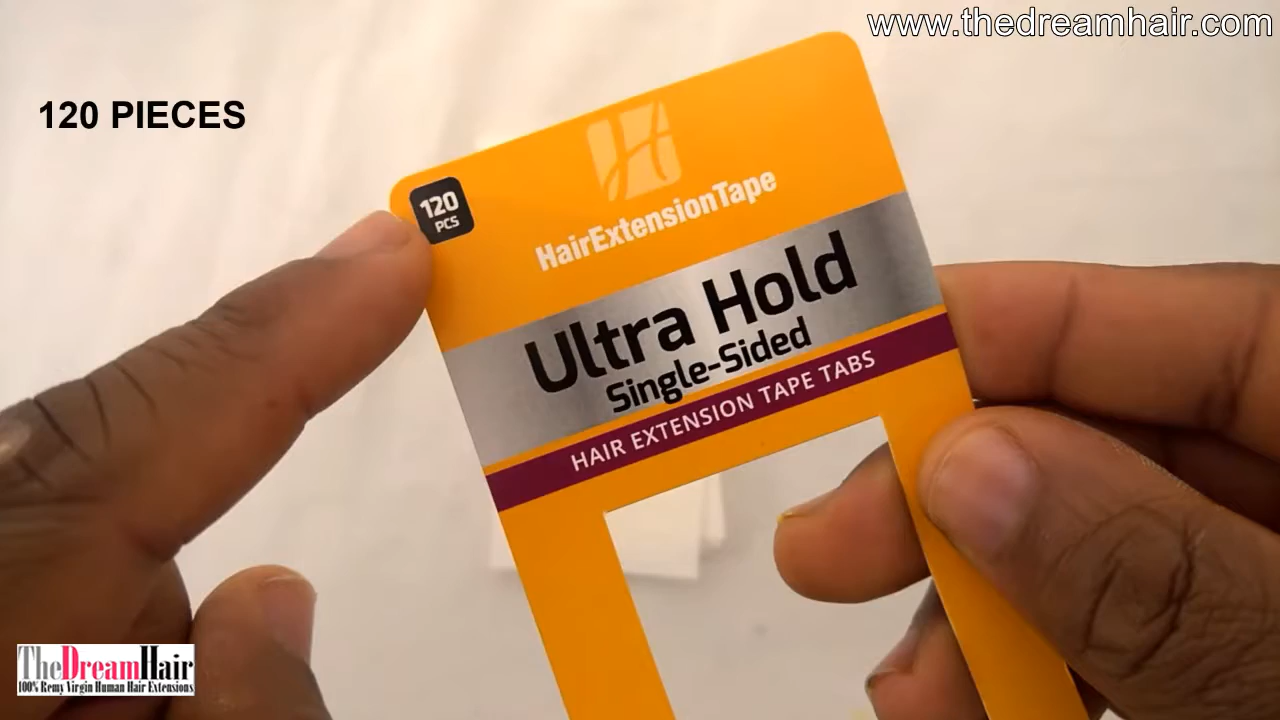 www.thedreamhair.com
120 PIECES
120
PCS
HairExtensionTape
Ultra Hold
Single-Sided
HAIR EXTENSION TAPE TABS
TheDreamHair
100% Remy Virgin Human Hair Extensions